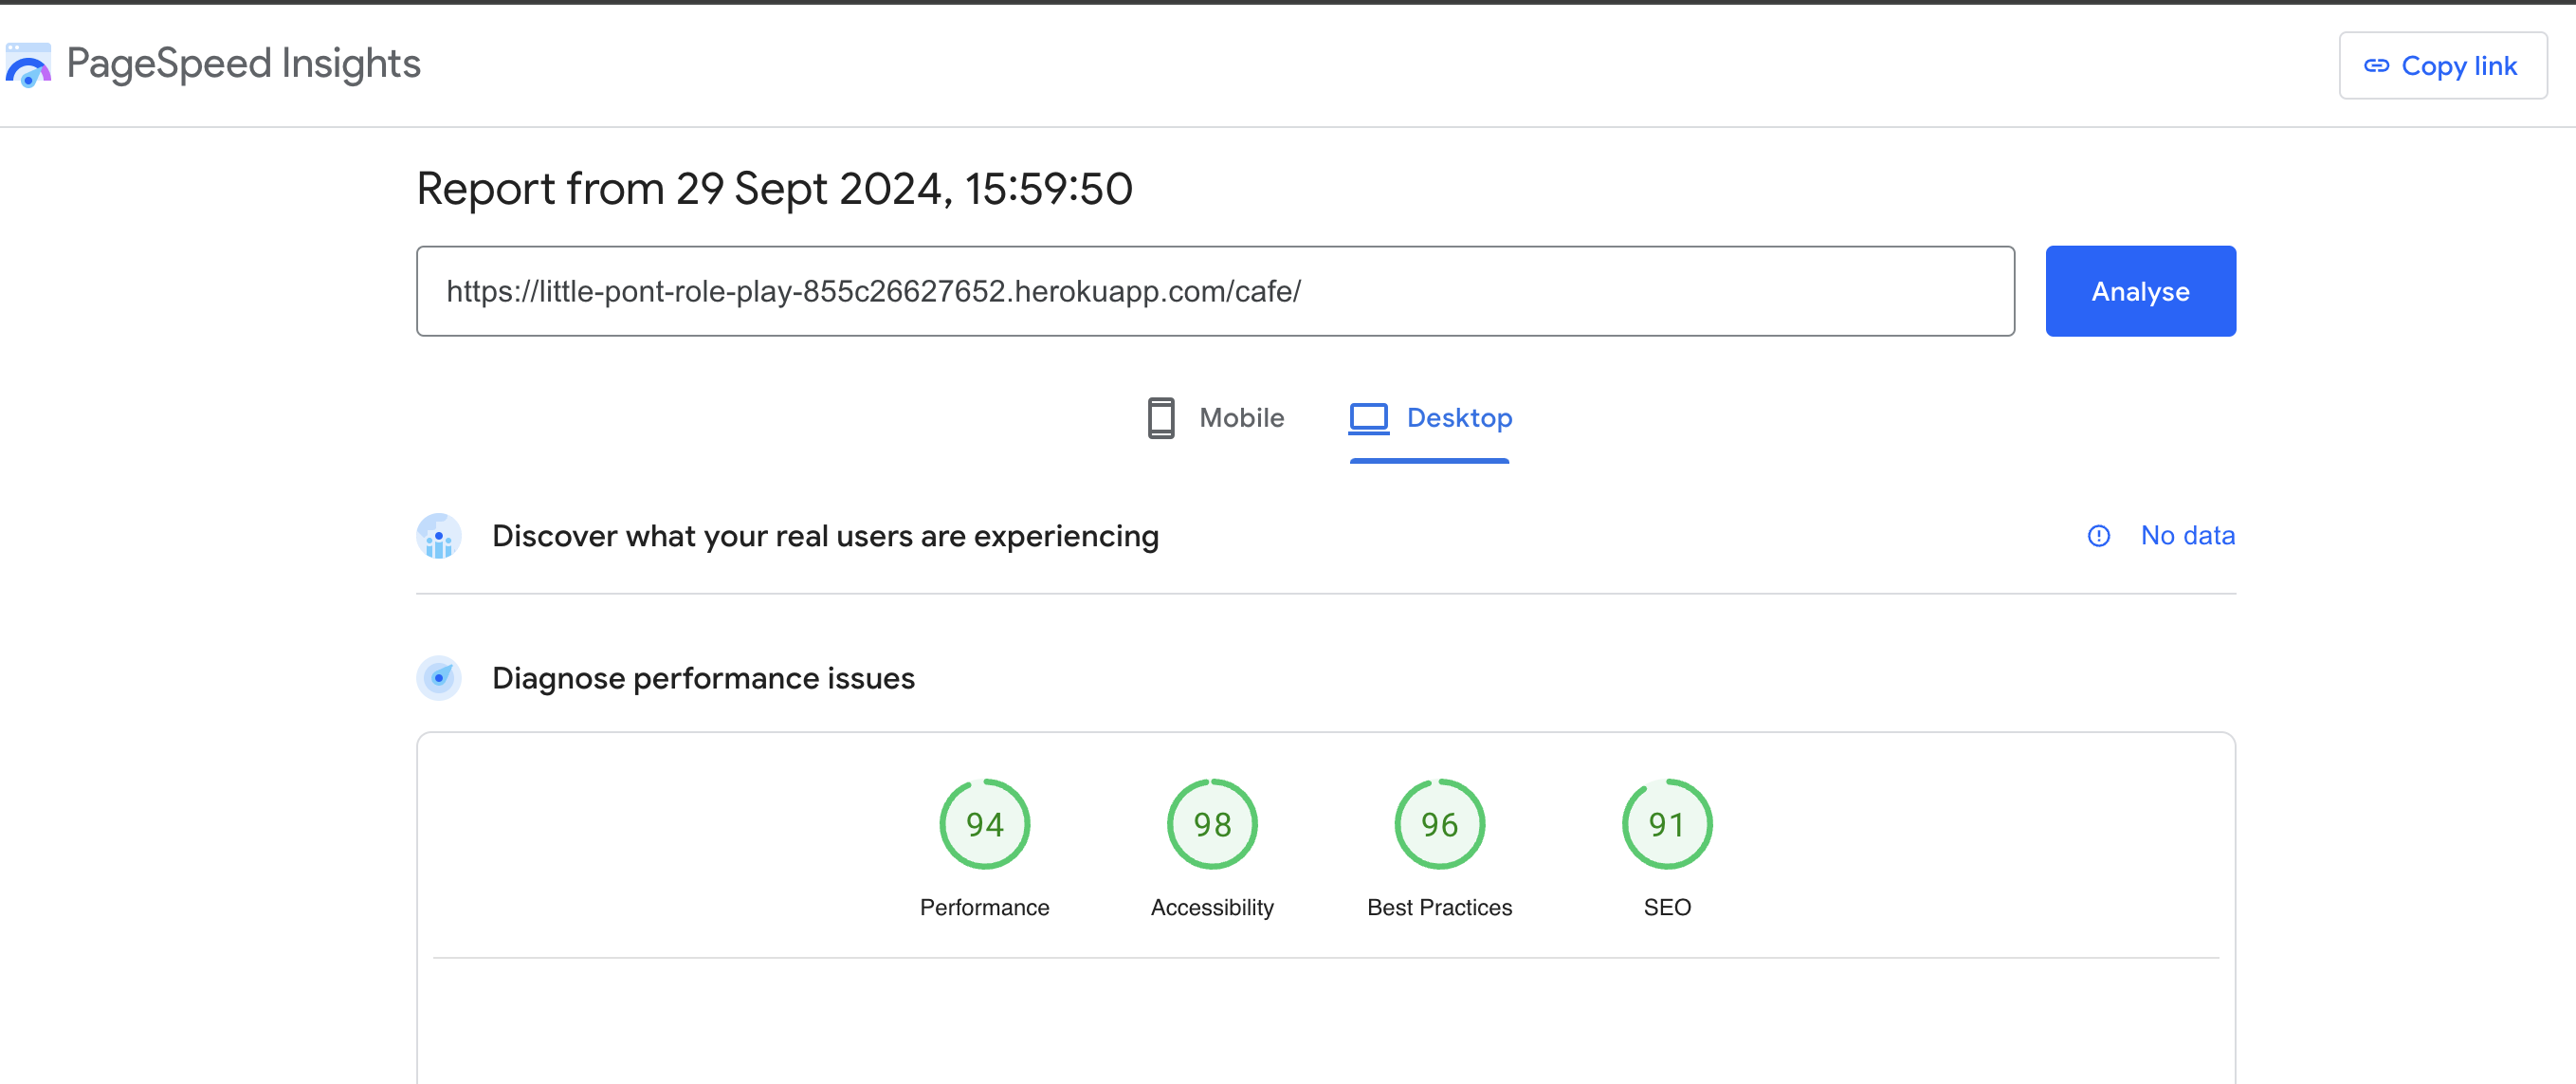 PageSpeed Insights
Copy link
Report from 29 Sept 2024, 15:59:50
https://little-pont-role-play-855c26627652.herokuapp.com/cafe/
Analyse
Mobile
Desktop
Discover what your real users are experiencing
No data
Diagnose performance issues
94
98
96
91
Performance
Accessibility
Best Practices
SEO